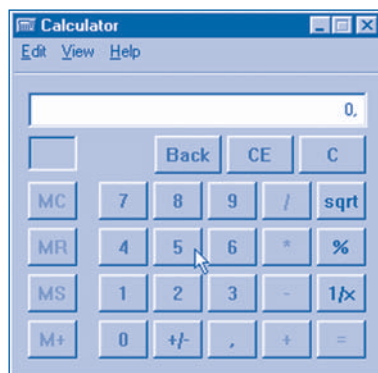 Calculator
Edit View Help
0,
Back CE C
MC 7 8 9 / sqrt
MR 4 5 6 * %
MS 1 2 3 - 1/x
M+ 0 +/- , + =